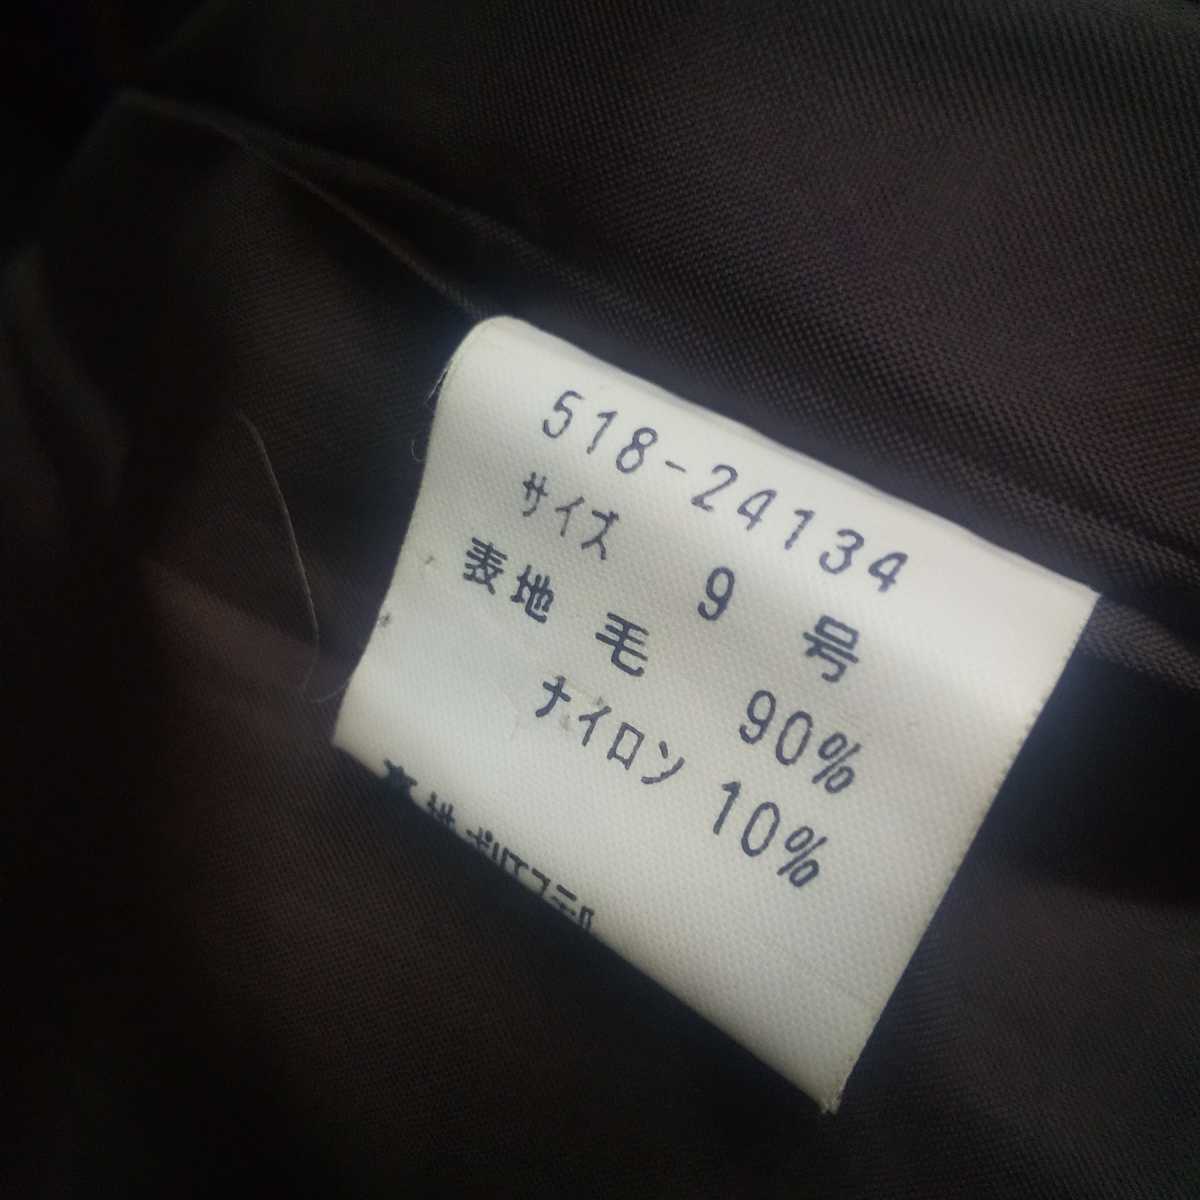 518-24134
サイズ 9 号
表地 毛 90%
ナイロン 10%